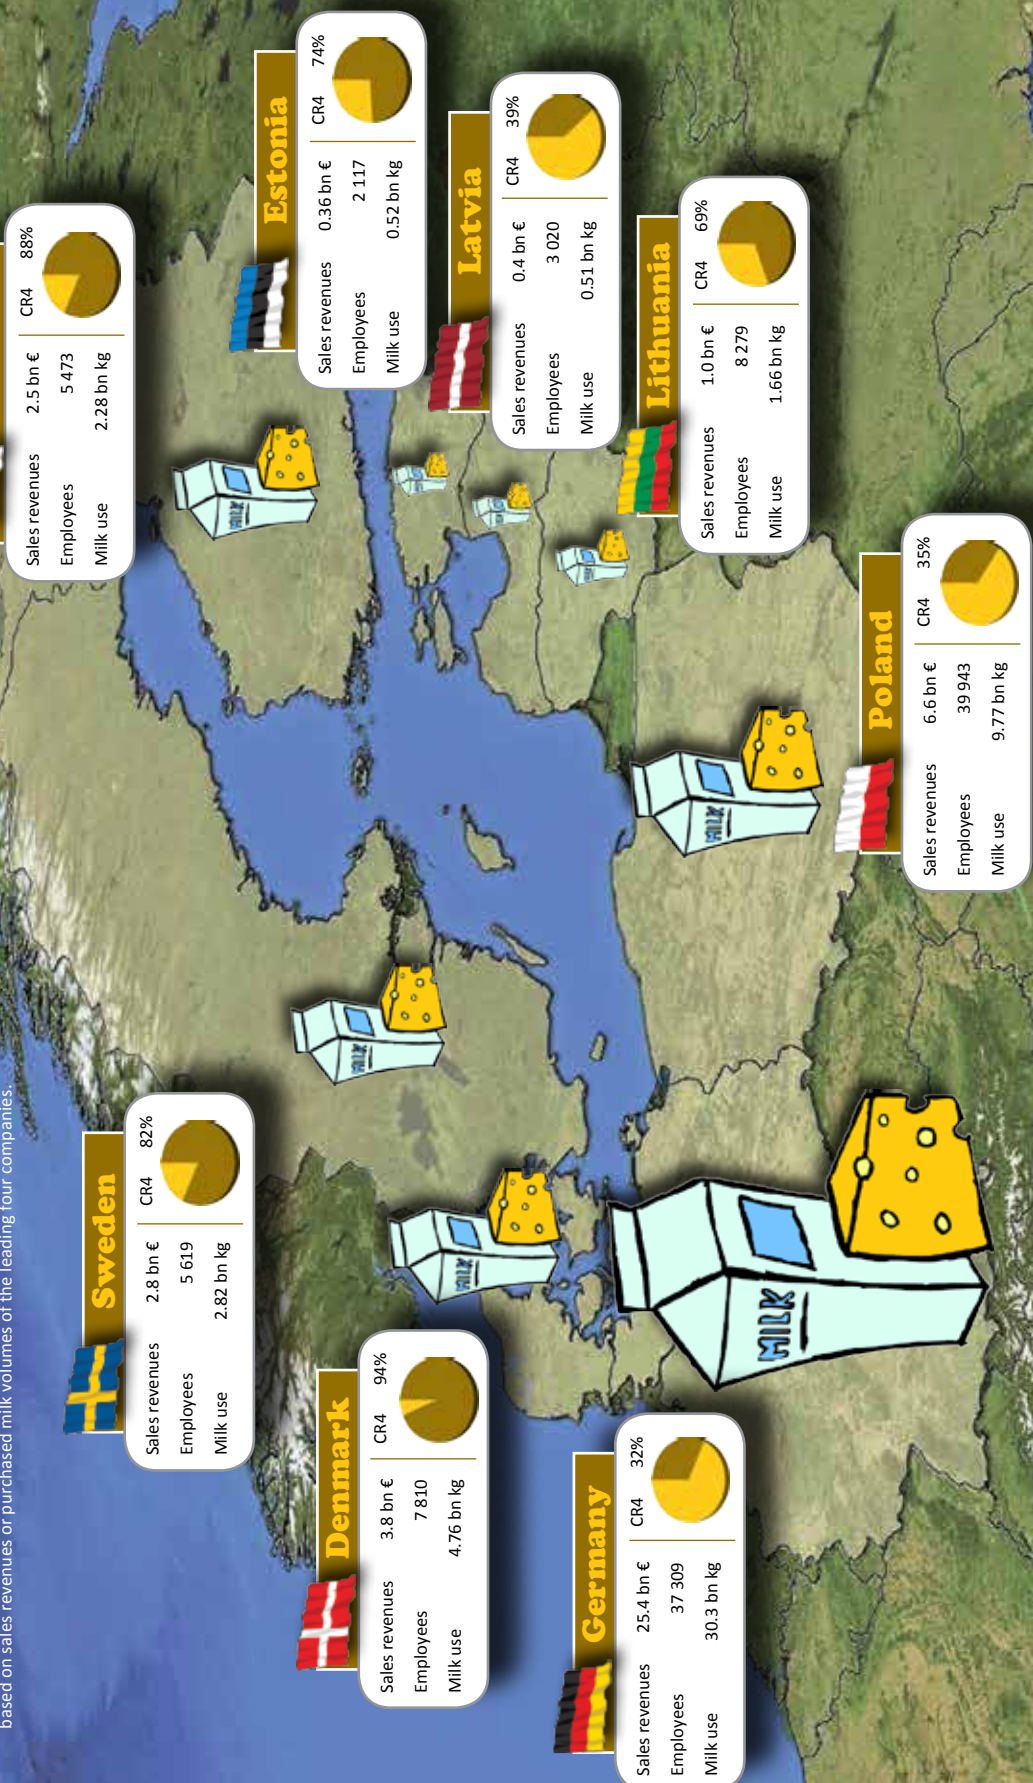 based on sales revenues or purchased milk volumes of the leading four companies.
Sales revenues 2.5 bn €
Employees 5 473
Milk use 2.28 bn kg
CR4 88%
Estonia
Sales revenues 0.36 bn €
Employees 2 117
Milk use 0.52 bn kg
CR4 74%
Sweden
Sales revenues 2.8 bn €
Employees 5 619
Milk use 2.82 bn kg
CR4 82%
Latvia
Sales revenues 0.4 bn €
Employees 3 020
Milk use 0.51 bn kg
CR4 39%
Denmark
Sales revenues 3.8 bn €
Employees 7 810
Milk use 4.76 bn kg
CR4 94%
Lithuania
Sales revenues 1.0 bn €
Employees 8 279
Milk use 1.66 bn kg
CR4 69%
Germany
Sales revenues 25.4 bn €
Employees 37 309
Milk use 30.3 bn kg
CR4 32%
Poland
Sales revenues 6.6 bn €
Employees 39 943
Milk use 9.77 bn kg
CR4 35%
MILK
MILK
MILK
MILK
MILK